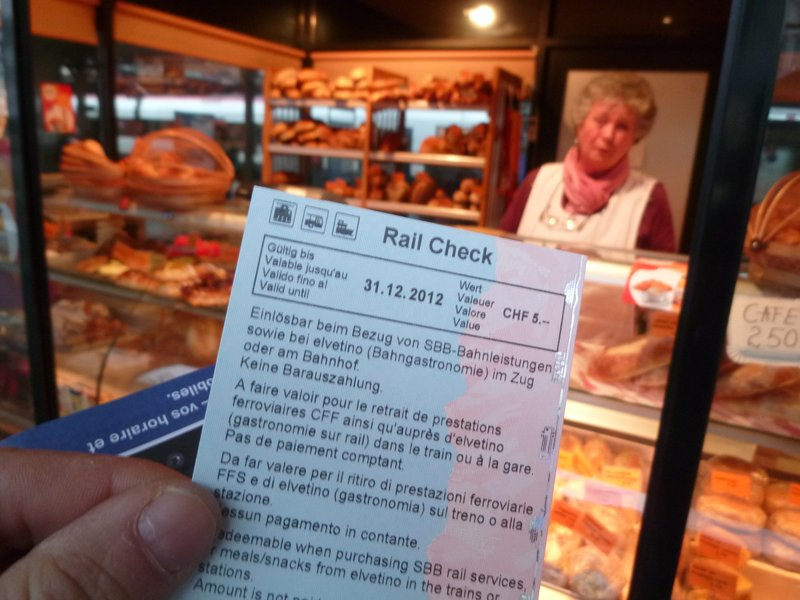 Rail Check
Gültig bis
Valable jusqu'au
Valido fino al
Valid until
31.12.2012
Wert
Valeuer
Valore
Value
CHF 5.–
Einlösbar beim Bezug von SBB-Bahnleistungen
sowie bei elvetino (Bahngastronomie) im Zug
oder am Bahnhof.
Keine Barauszahlung.
A faire valoir pour le retrait de prestations
ferroviaires CFF ainsi qu'auprès d'elvetino
(gastronomie sur rail) dans le train ou à la gare.
Pas de paiement comptant.
Da far valere per il ritiro di prestazioni ferroviarie
FFS e di elvetino (gastronomia) sul treno o alla
stazione.
essun pagamento in contante.
deemable when purchasing SBB rail services,
r meals/snacks from elvetino in the trains or
stations.
Amount is not
vos horaire et
CAFE
2.50